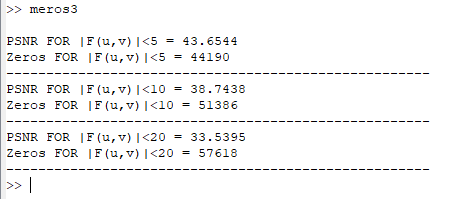 >> meros3
PSNR FOR |F(u,v)|<5 = 43.6544
Zeros FOR |F(u,v)|<5 = 44190
-----------------------------------------------------
PSNR FOR |F(u,v)|<10 = 38.7438
Zeros FOR |F(u,v)|<10 = 51386
-----------------------------------------------------
PSNR FOR |F(u,v)|<20 = 33.5395
Zeros FOR |F(u,v)|<20 = 57618
-----------------------------------------------------
>>